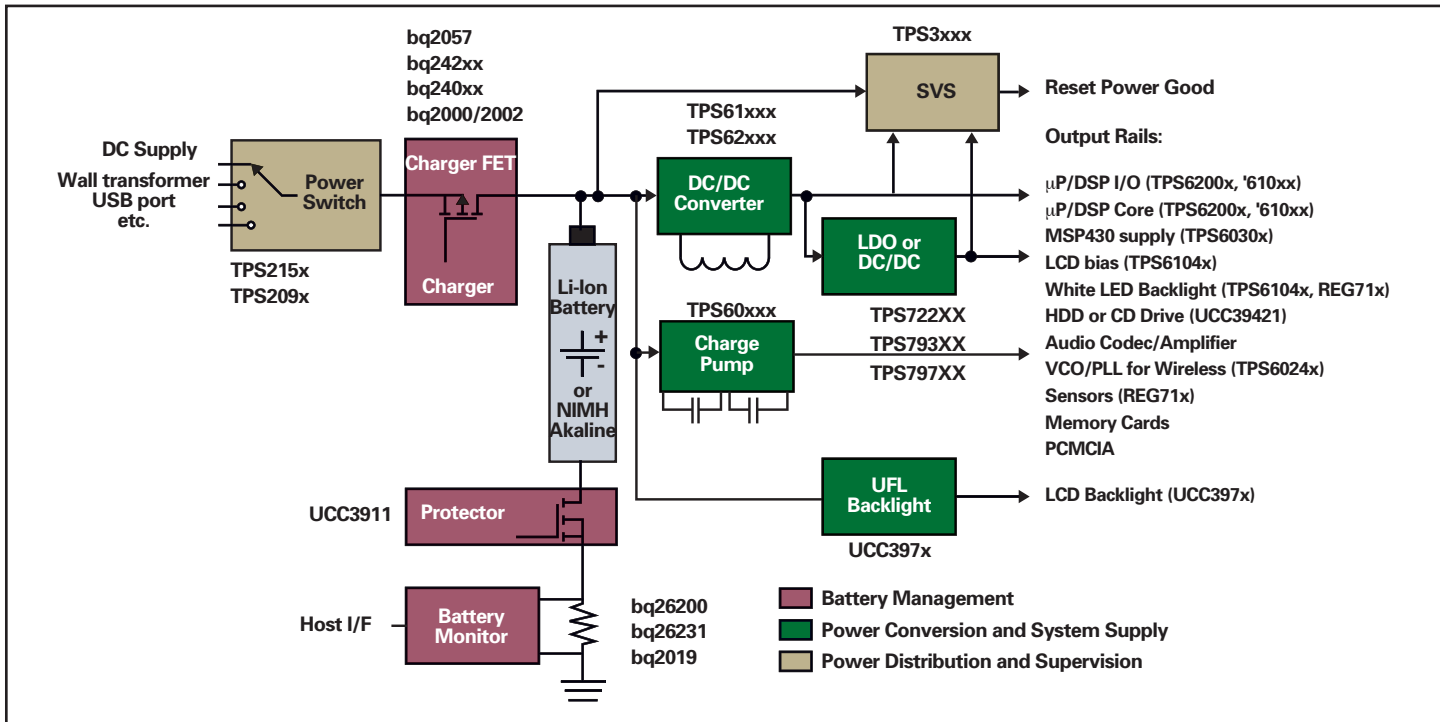 bq2057
bq242xx
bq240xx
bq2000/2002
TPS3xxx
SVS
Reset Power Good
TPS61xxx
TPS62xxx
Output Rails:
DC Supply
Wall transformer
USB port
etc.
Power
Switch
TPS215x
TPS209x
Charger FET
Charger
DC/DC
Converter
LDO or
DC/DC
Li-Ion
Battery
+
-
or
NIMH
Akaline
TPS60xxx
Charge
Pump
TPS722XX
TPS793XX
TPS797XX
µP/DSP I/O (TPS6200x, '610xx)
µP/DSP Core (TPS6200x, '610xx)
MSP430 supply (TPS6030x)
LCD bias (TPS6104x)
White LED Backlight (TPS6104x, REG71x)
HDD or CD Drive (UCC39421)
Audio Codec/Amplifier
VCO/PLL for Wireless (TPS6024x)
Sensors (REG71x)
Memory Cards
PCMCIA
UFL
Backlight
UCC397x
LCD Backlight (UCC397x)
UCC3911
Protector
Host I/F
Battery
Monitor
bq26200
bq26231
bq2019
Battery Management
Power Conversion and System Supply
Power Distribution and Supervision